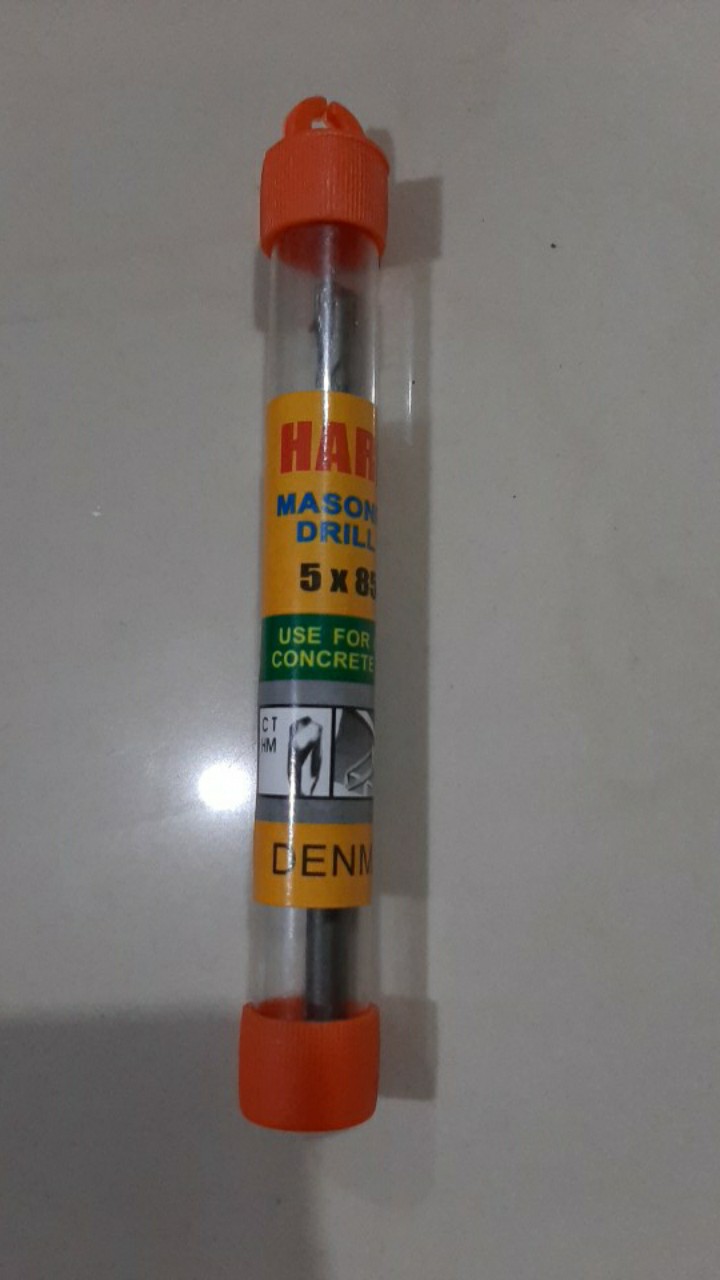 HAR
MASON
DRILL
5 x 85
USE FOR
CONCRETE
C T
HM
DENM